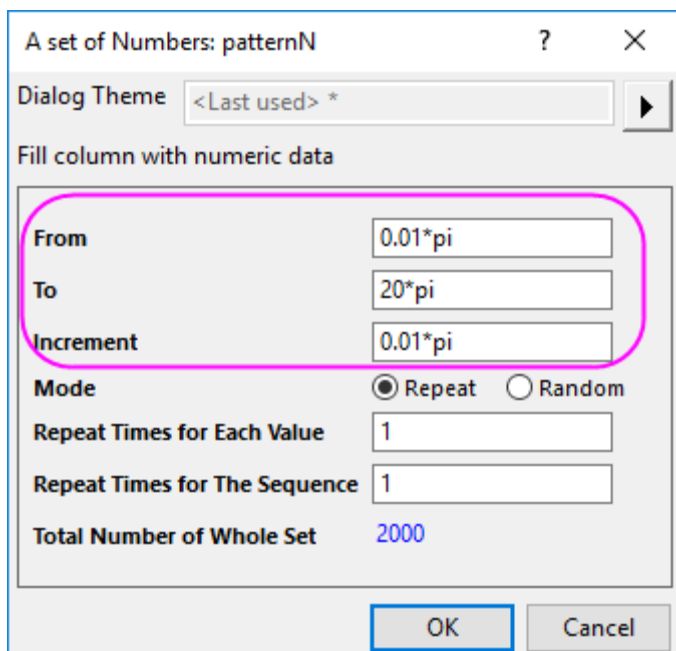 A set of Numbers: patternN ? ×
Dialog Theme <Last used> *
Fill column with numeric data
From 0.01*pi
To 20*pi
Increment 0.01*pi
Mode Repeat Random
Repeat Times for Each Value 1
Repeat Times for The Sequence 1
Total Number of Whole Set 2000
OK Cancel